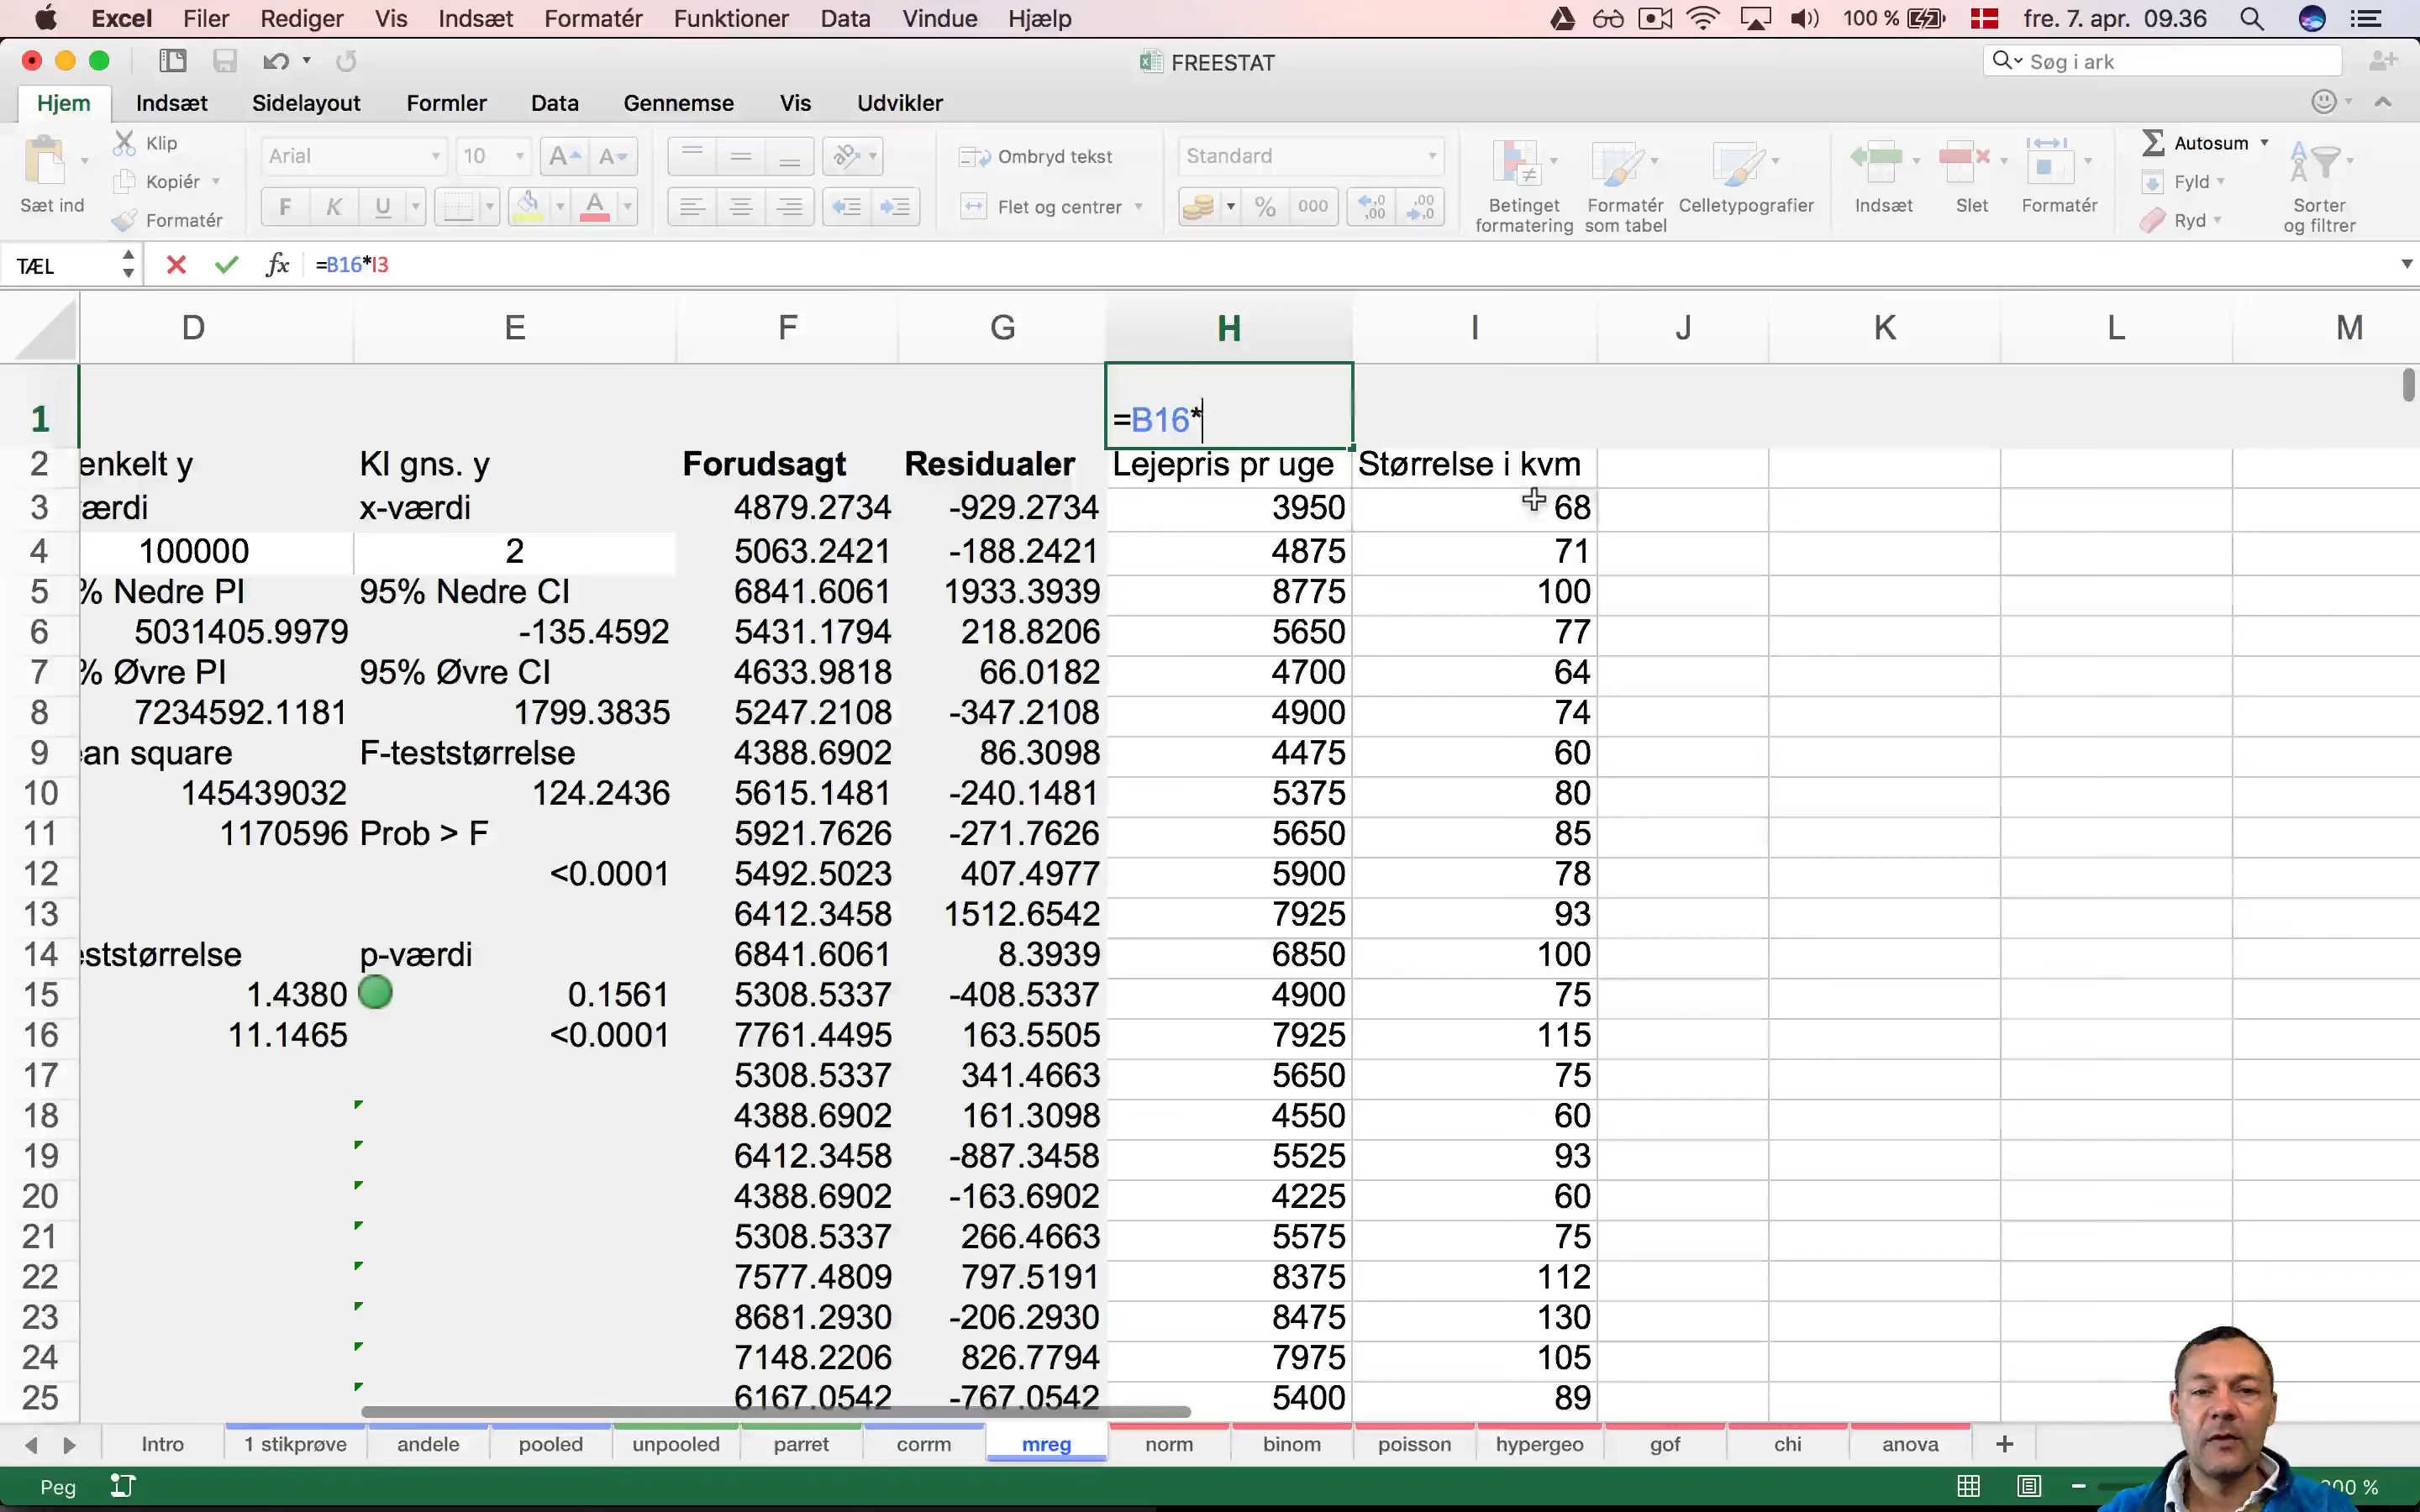 Excel Filer Rediger Vis Indsæt Formatér Funktioner Data Vindue Hjælp 100 % fre. 7. apr. 09.36
FREESTAT
Søg i ark
Hjem Indsæt Sidelayout Formler Data Gennemse Vis Udvikler
Sæt ind
Klip
Kopiér
Formatér
Arial 10
F K U
Ombryd tekst
Flet og centrer
Standard
% 000
Betinget formatering
Formatér som tabel
Celletypografier
Indsæt Slet Formatér
Autosum
Fyld
Ryd
Sorter og filtrer
TÆL fx =B16*I3
D E F G H I J K L M
1 =B16*
2 enkelt y KI gns. y Forudsagt Residualer Lejepris pr uge Størrelse i kvm
3 ærdi x-værdi 4879.2734 -929.2734 3950 68
4 100000 2 5063.2421 -188.2421 4875 71
5 % Nedre PI 95% Nedre CI 6841.6061 1933.3939 8775 100
6 5031405.9979 -135.4592 5431.1794 218.8206 5650 77
7 % Øvre PI 95% Øvre CI 4633.9818 66.0182 4700 64
8 7234592.1181 1799.3835 5247.2108 -347.2108 4900 74
9 an square F-teststørrelse 4388.6902 86.3098 4475 60
10 145439032 124.2436 5615.1481 -240.1481 5375 80
11 1170596 Prob > F 5921.7626 -271.7626 5650 85
12 <0.0001 5492.5023 407.4977 5900 78
13 6412.3458 1512.6542 7925 93
14 eststørrelse p-værdi 6841.6061 8.3939 6850 100
15 1.4380 0.1561 5308.5337 -408.5337 4900 75
16 11.1465 <0.0001 7761.4495 163.5505 7925 115
17 5308.5337 341.4663 5650 75
18 4388.6902 161.3098 4550 60
19 6412.3458 -887.3458 5525 93
20 4388.6902 -163.6902 4225 60
21 5308.5337 266.4663 5575 75
22 7577.4809 797.5191 8375 112
23 8681.2930 -206.2930 8475 130
24 7148.2206 826.7794 7975 105
25 6167.0542 -767.0542 5400 89
Intro 1 stikprøve andele pooled unpooled parret corrm mreg norm binom poisson hypergeo gof chi anova +
Peg